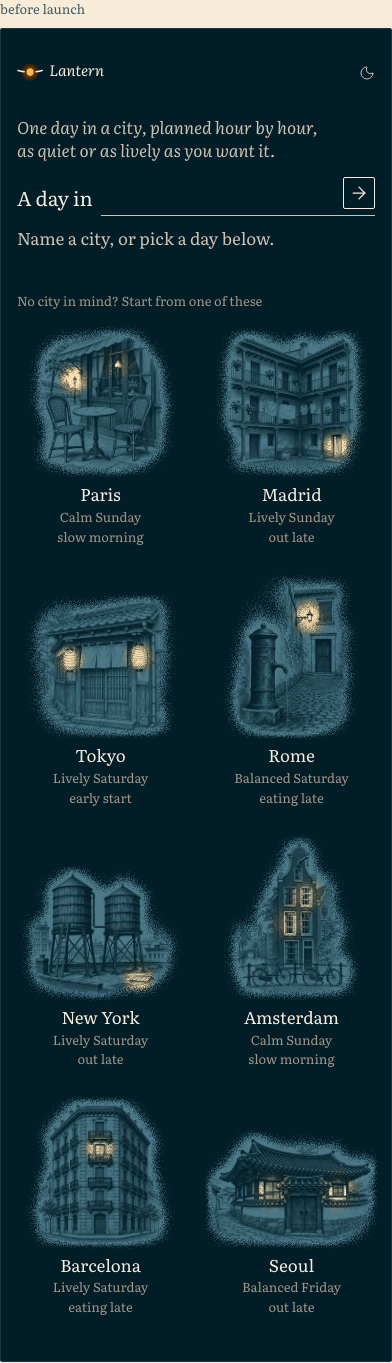 before launch
Lantern
One day in a city, planned hour by hour,
as quiet or as lively as you want it.
A day in
Name a city, or pick a day below.
No city in mind? Start from one of these
Paris
Calm Sunday
slow morning
Madrid
Lively Sunday
out late
Tokyo
Lively Saturday
early start
Rome
Balanced Saturday
eating late
New York
Lively Saturday
out late
Amsterdam
Calm Sunday
slow morning
Barcelona
Lively Saturday
eating late
Seoul
Balanced Friday
out late